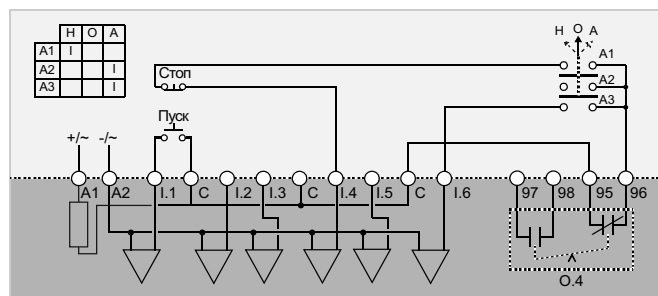 H O A
A1 I
A2 I
A3 I
H O A
A1
A2
A3
Стоп
Пуск
+/~ -/~
A1 A2 I.1 C I.2 I.3 C I.4 I.5 C I.6 97 98 95 96
O.4